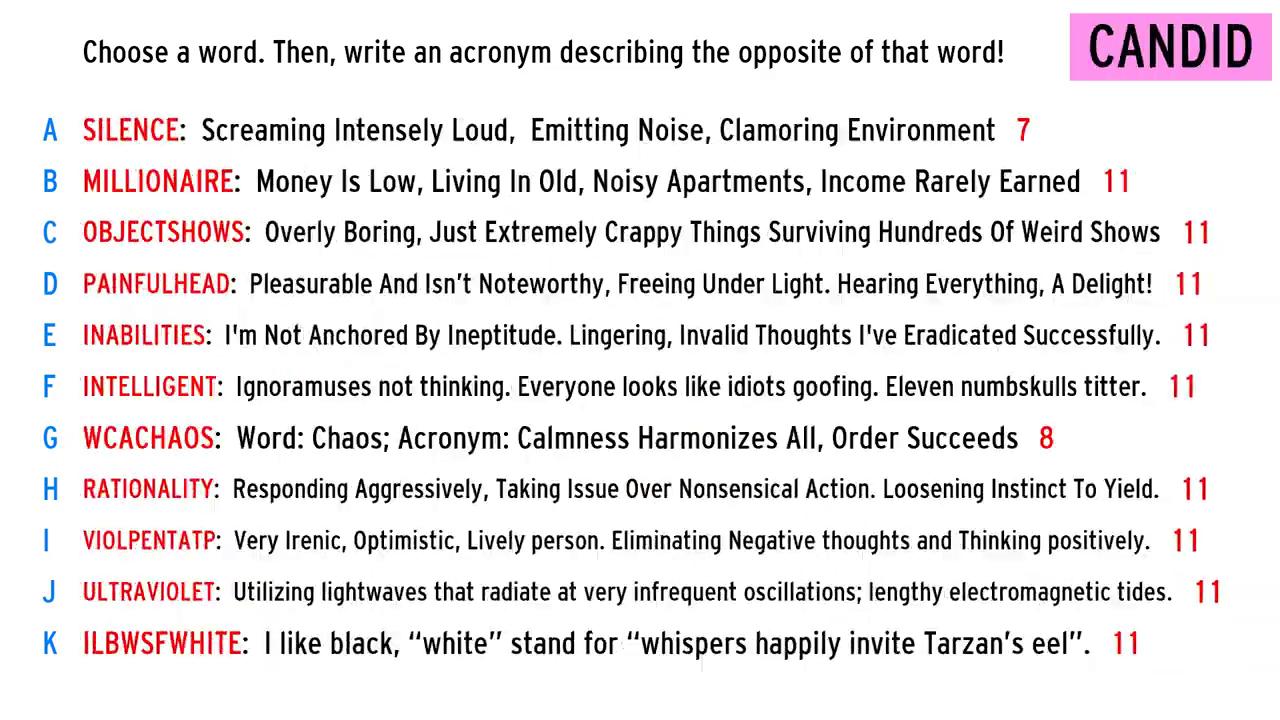 Choose a word. Then, write an acronym describing the opposite of that word!
CANDID
A SILENCE: Screaming Intensely Loud, Emitting Noise, Clamoring Environment 7
B MILLIONAIRE: Money Is Low, Living In Old, Noisy Apartments, Income Rarely Earned 11
C OBJECTSHOWS: Overly Boring, Just Extremely Crappy Things Surviving Hundreds Of Weird Shows 11
D PAINFULHEAD: Pleasurable And Isn't Noteworthy, Freeing Under Light. Hearing Everything, A Delight! 11
E INABILITIES: I'm Not Anchored By Ineptitude. Lingering, Invalid Thoughts I've Eradicated Successfully. 11
F INTELLIGENT: Ignoramuses not thinking. Everyone looks like idiots goofing. Eleven numbskulls titter. 11
G WCACHAOS: Word: Chaos; Acronym: Calmness Harmonizes All, Order Succeeds 8
H RATIONALITY: Responding Aggressively, Taking Issue Over Nonsensical Action. Loosening Instinct To Yield. 11
I VIOLPENTATP: Very Irenic, Optimistic, Lively person. Eliminating Negative thoughts and Thinking positively. 11
J ULTRAVIOLET: Utilizing lightwaves that radiate at very infrequent oscillations; lengthy electromagnetic tides. 11
K ILBWSFWHITE: I like black, “white” stand for “whispers happily invite Tarzan's eel”. 11